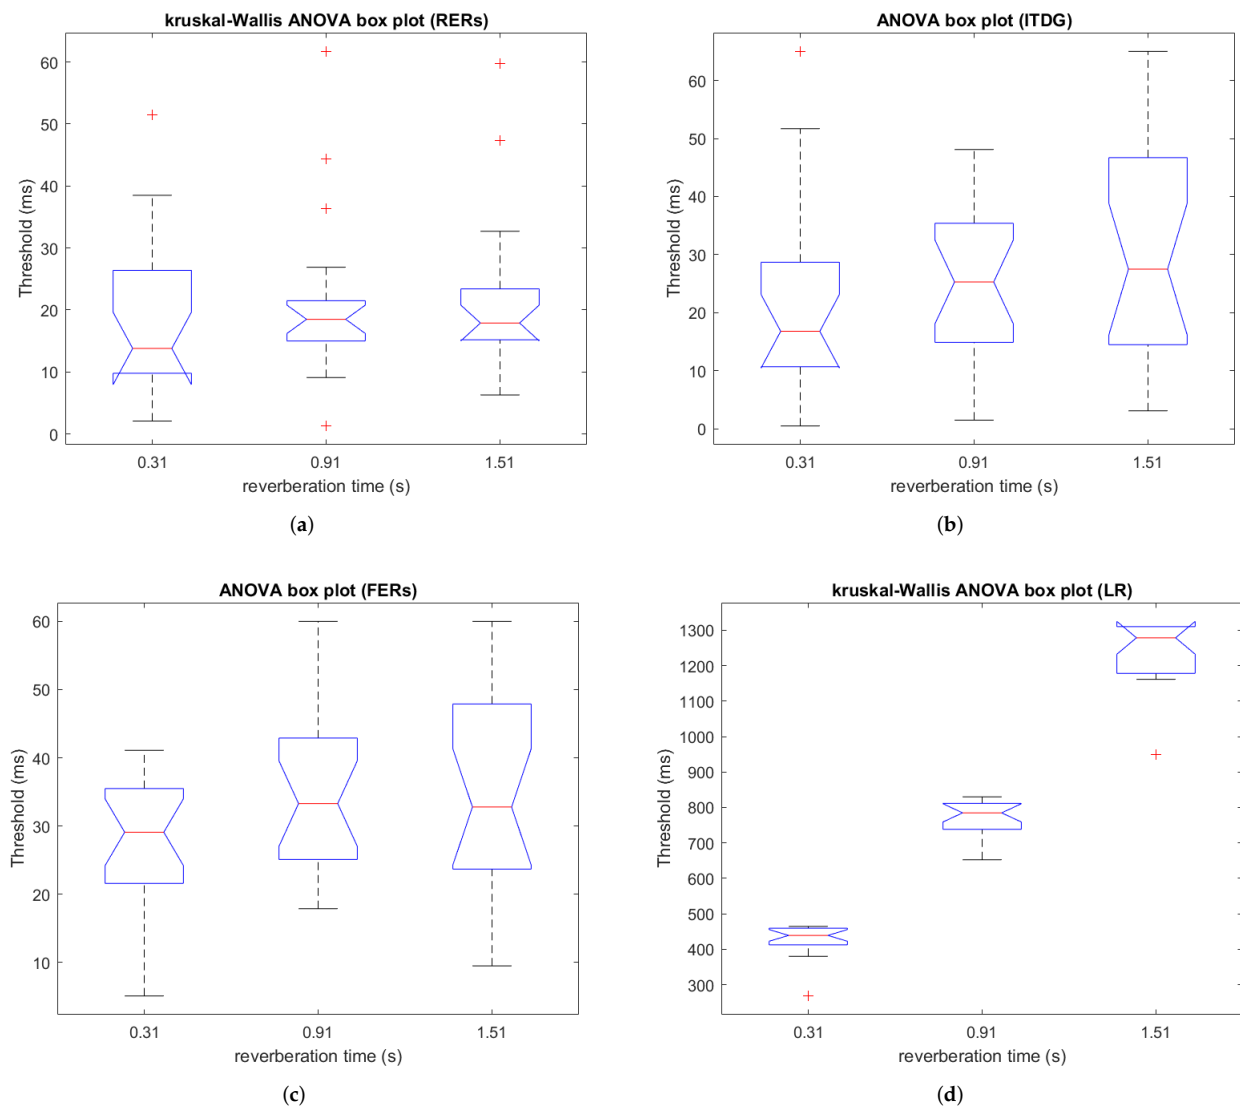 kruskal-Wallis ANOVA box plot (RERs)
60
50
40
30
20
10
0
Threshold (ms)
0.31 0.91 1.51
reverberation time (s)
(a)
ANOVA box plot (ITDG)
60
50
40
30
20
10
0
Threshold (ms)
0.31 0.91 1.51
reverberation time (s)
(b)
ANOVA box plot (FERs)
60
50
40
30
20
10
Threshold (ms)
0.31 0.91 1.51
reverberation time (s)
(c)
kruskal-Wallis ANOVA box plot (LR)
1300
1200
1100
1000
900
800
700
600
500
400
300
Threshold (ms)
0.31 0.91 1.51
reverberation time (s)
(d)